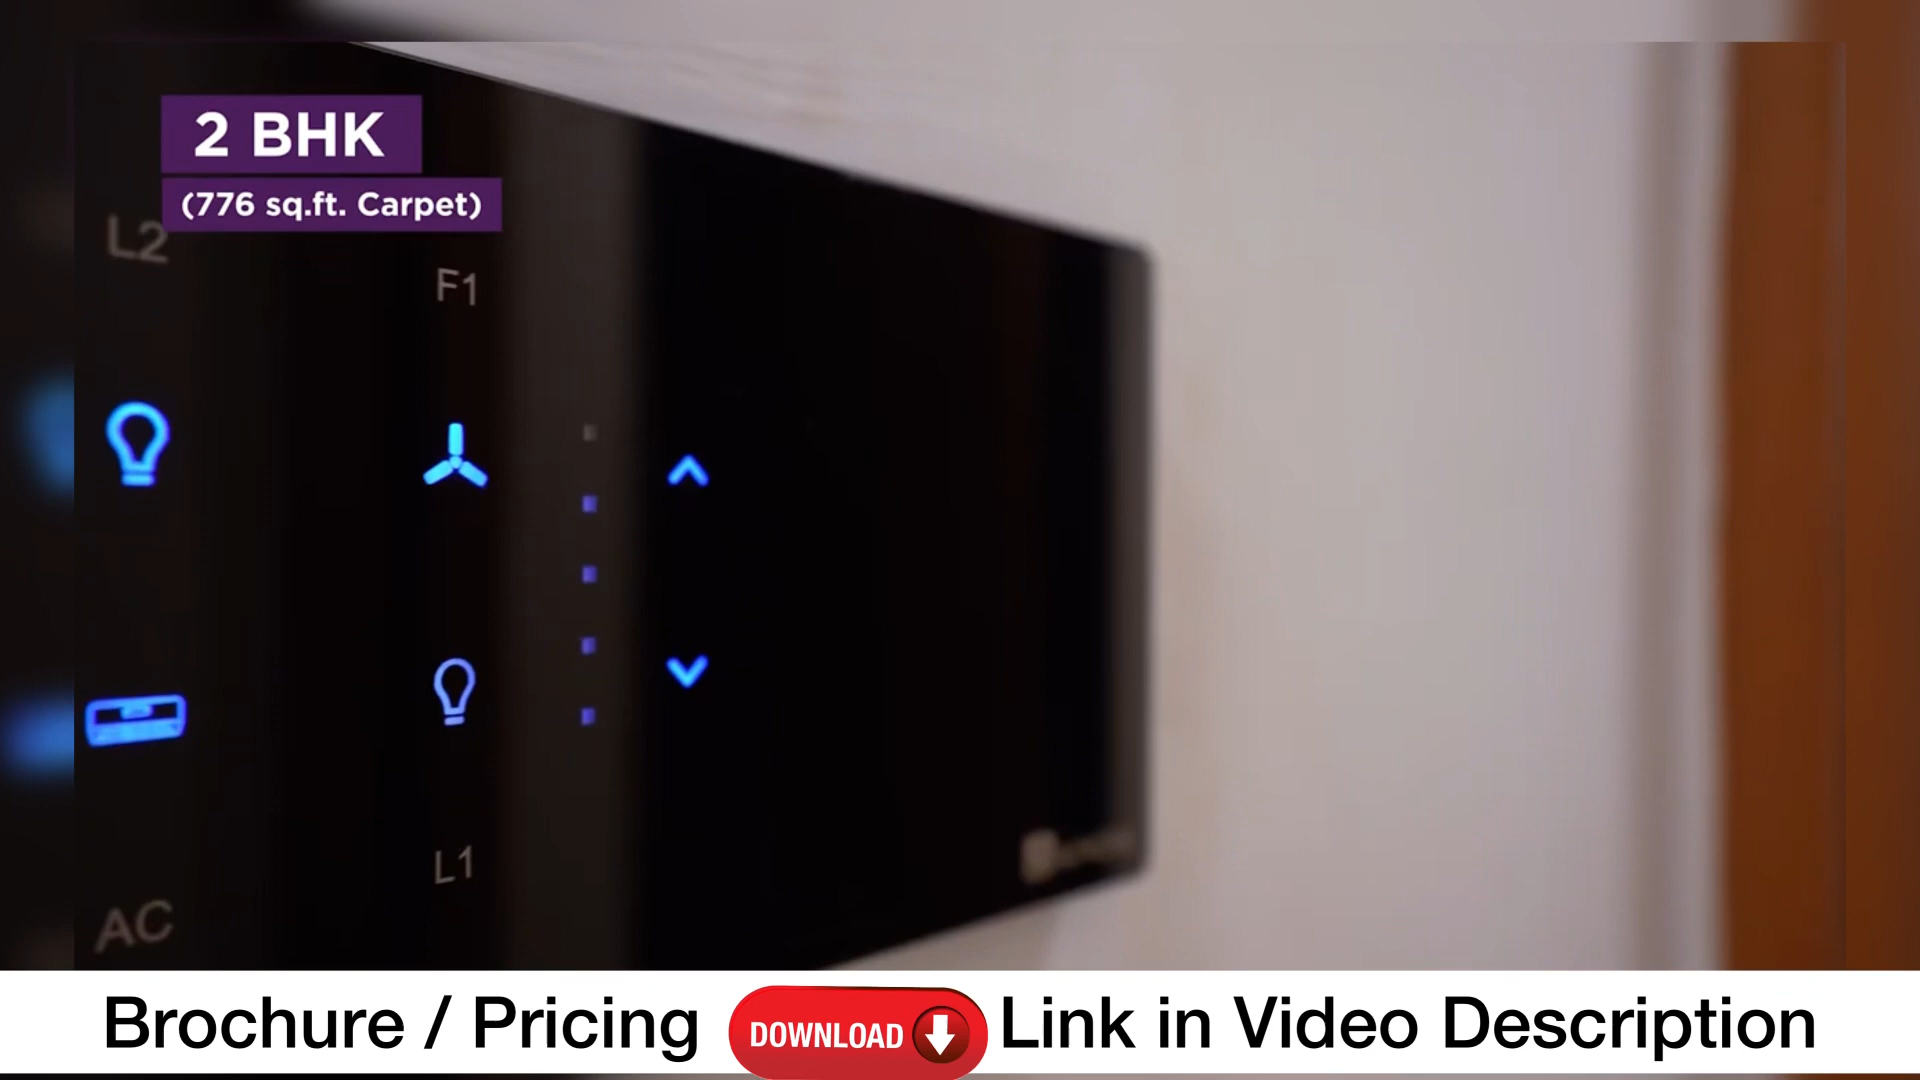 2 BHK
(776 sq.ft. Carpet)
L2
F1
L1
AC
Brochure / Pricing DOWNLOAD Link in Video Description